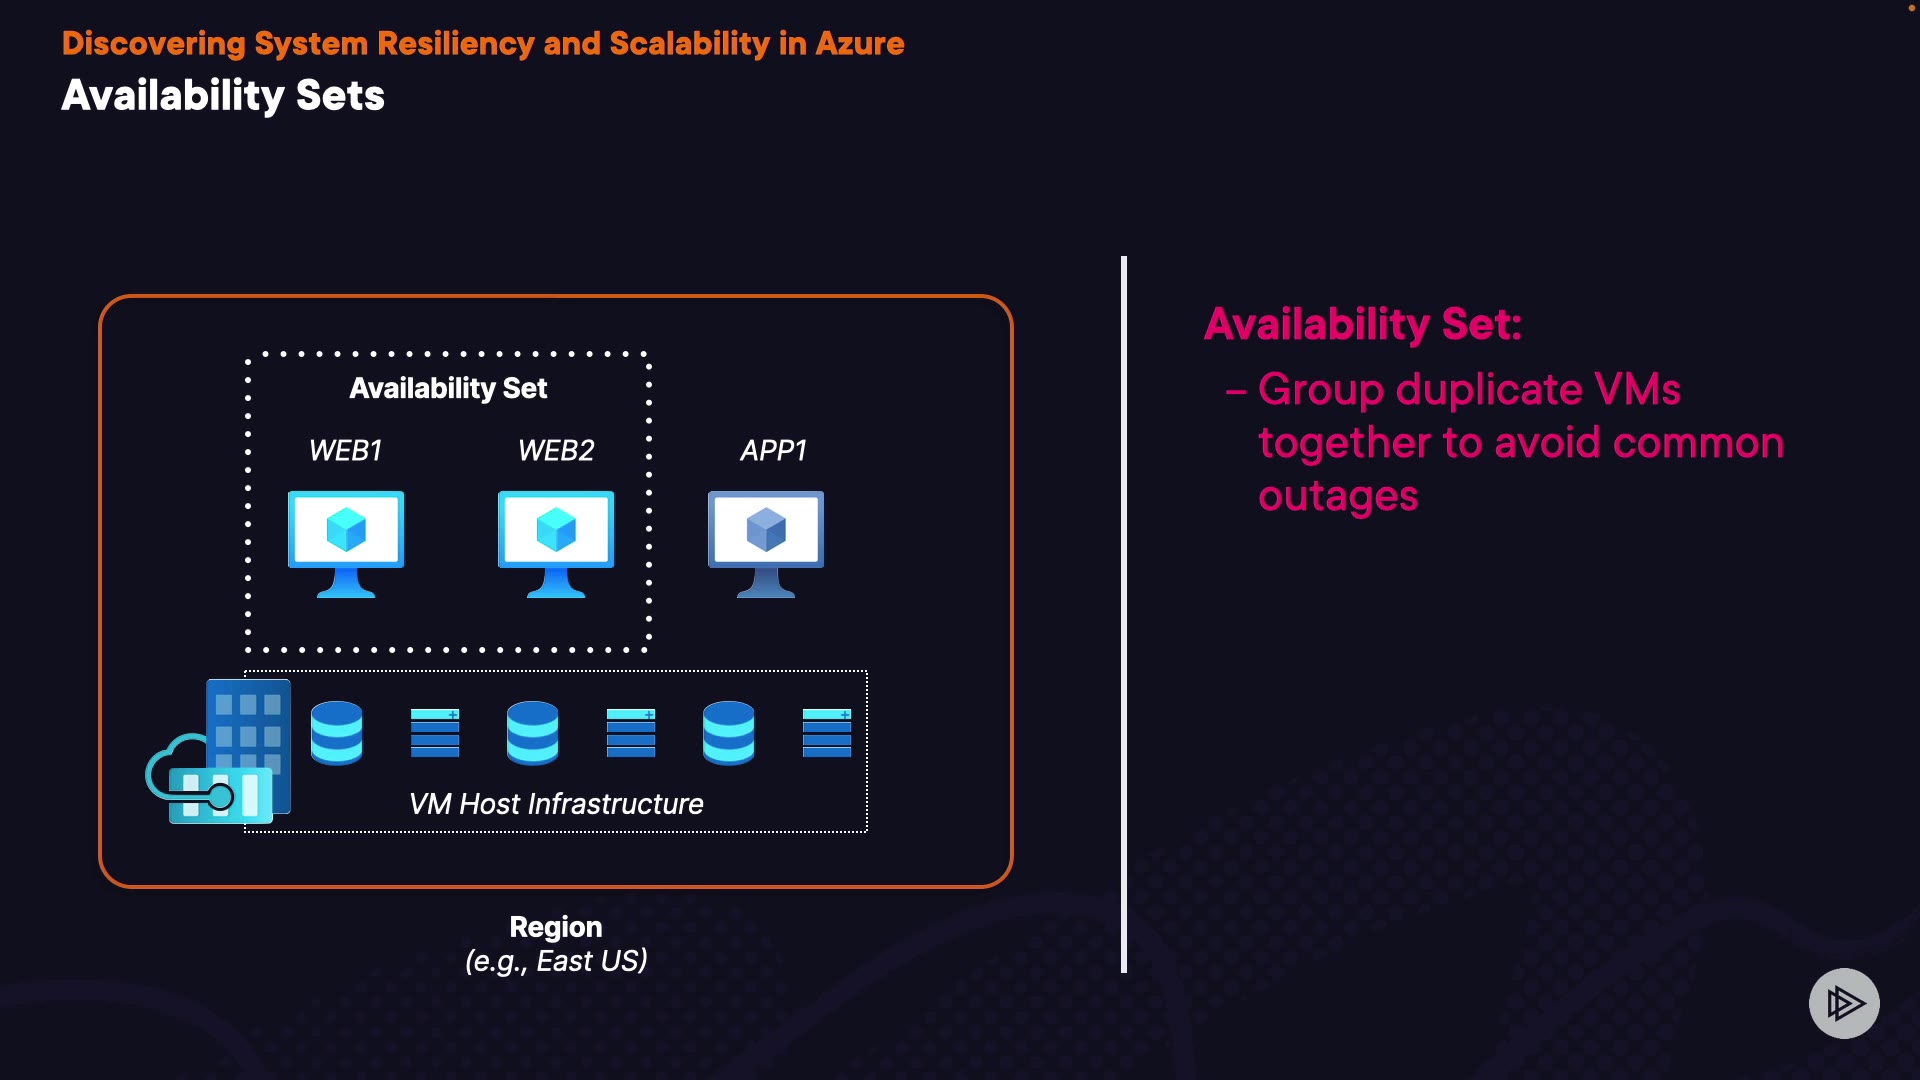 Discovering System Resiliency and Scalability in Azure
Availability Sets
Availability Set
WEB1
WEB2
APP1
VM Host Infrastructure
Region
(e.g., East US)
Availability Set:
– Group duplicate VMs
together to avoid common
outages